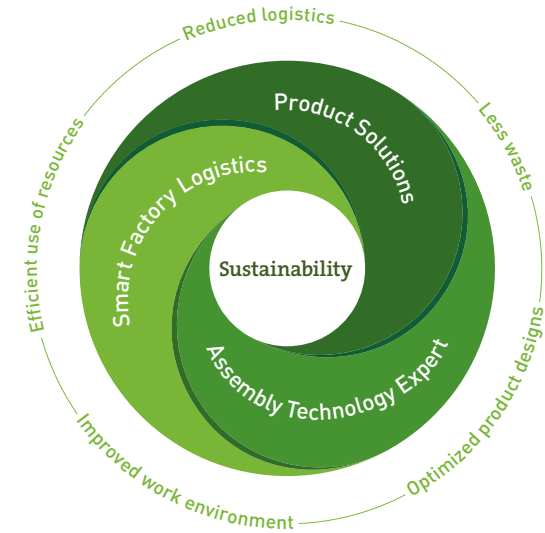 Reduced logistics
Less waste
Optimized product designs
Improved work environment
Efficient use of resources
Product Solutions
Assembly Technology Expert
Smart Factory Logistics
Sustainability